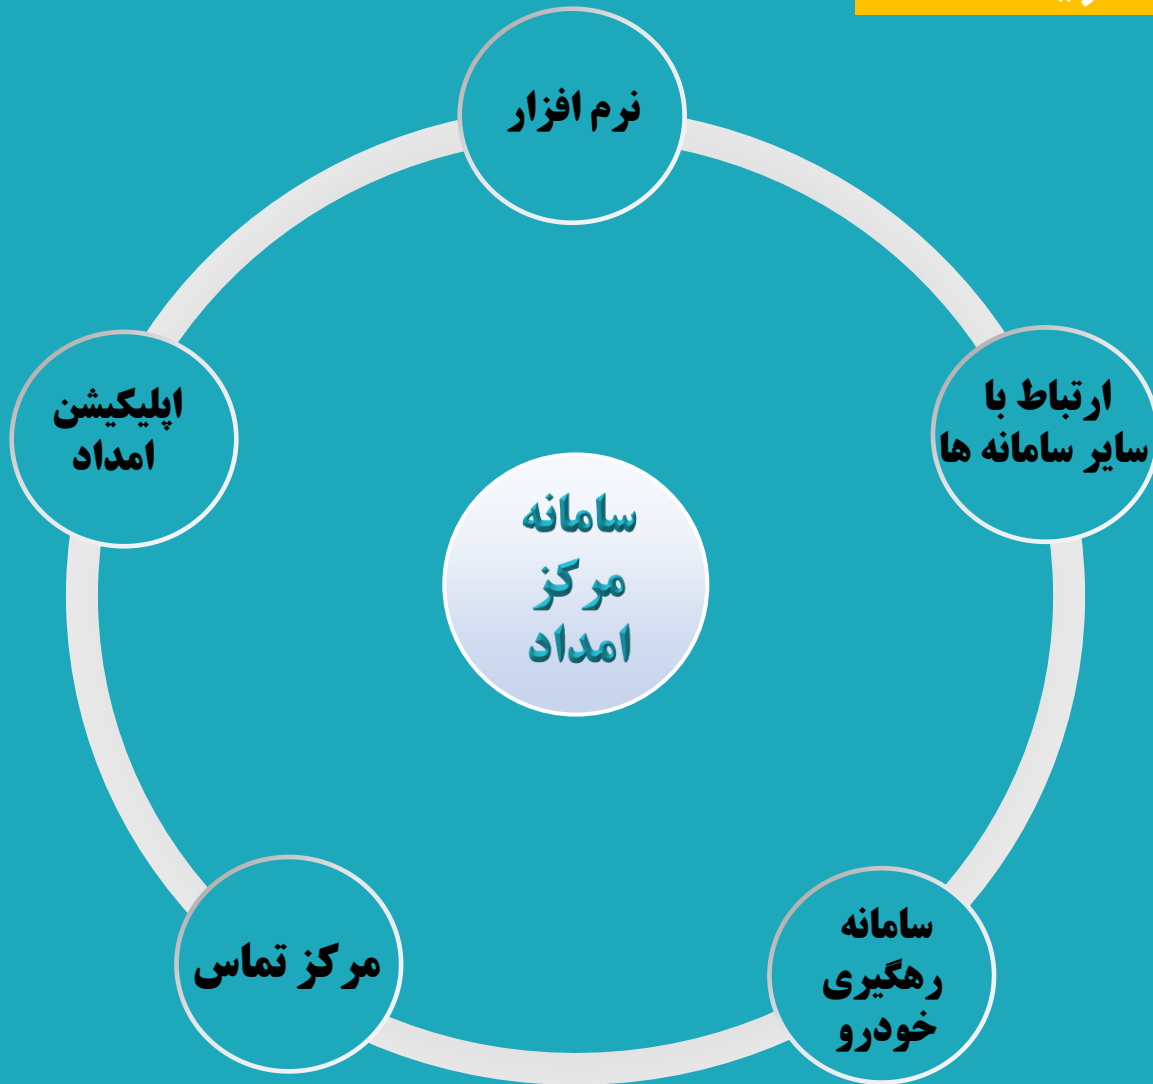 نرم افزار
ارتباط با
سایر سامانه ها
اپلیکیشن
امداد
سامانه
مرکز
امداد
سامانه
رهگیری
خودرو
مرکز تماس